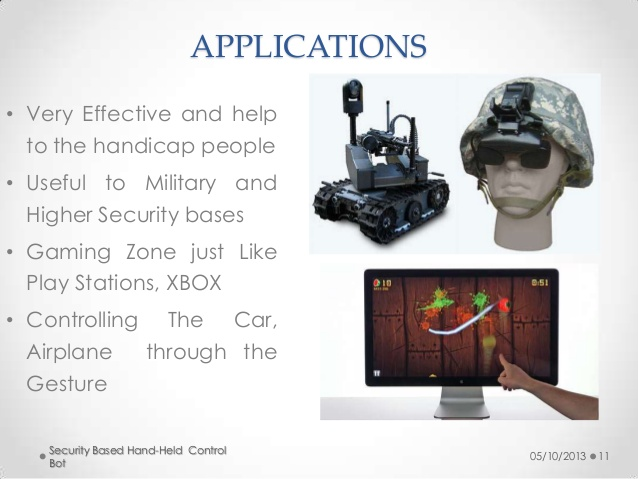 APPLICATIONS
• Very Effective and help
to the handicap people
• Useful to Military and
Higher Security bases
• Gaming Zone just Like
Play Stations, XBOX
• Controlling The Car,
Airplane through the
Gesture
10
0:51
Security Based Hand-Held Control
Bot
05/10/2013
11